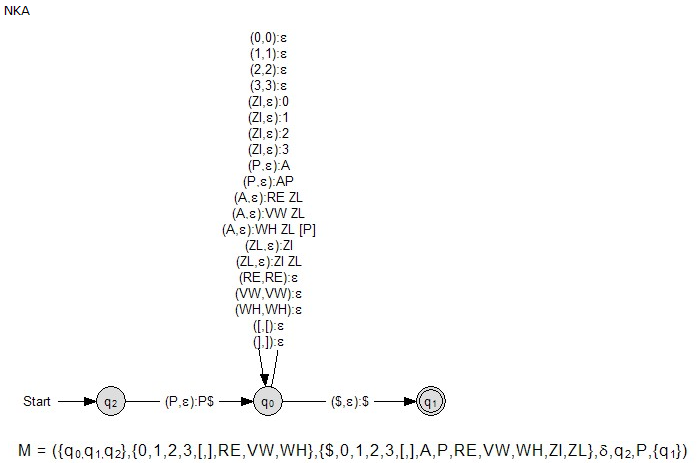 NKA
(0,0):ε
(1,1):ε
(2,2):ε
(3,3):ε
(ZI,ε):0
(ZI,ε):1
(ZI,ε):2
(ZI,ε):3
(P,ε):A
(P,ε):AP
(A,ε):RE ZL
(A,ε):VW ZL
(A,ε):WH ZL [P]
(ZL,ε):ZI
(ZL,ε):ZI ZL
(RE,RE):ε
(VW,VW):ε
(WH,WH):ε
([,[):ε
(],]):ε
Start q₂ (P,ε):P$ q₀ ($,ε):$ q₁
M = ({q₀,q₁,q₂},{0,1,2,3,[,],RE,VW,WH},{$,0,1,2,3,[,],A,P,RE,VW,WH,ZI,ZL},δ,q₂,P,{q₁})